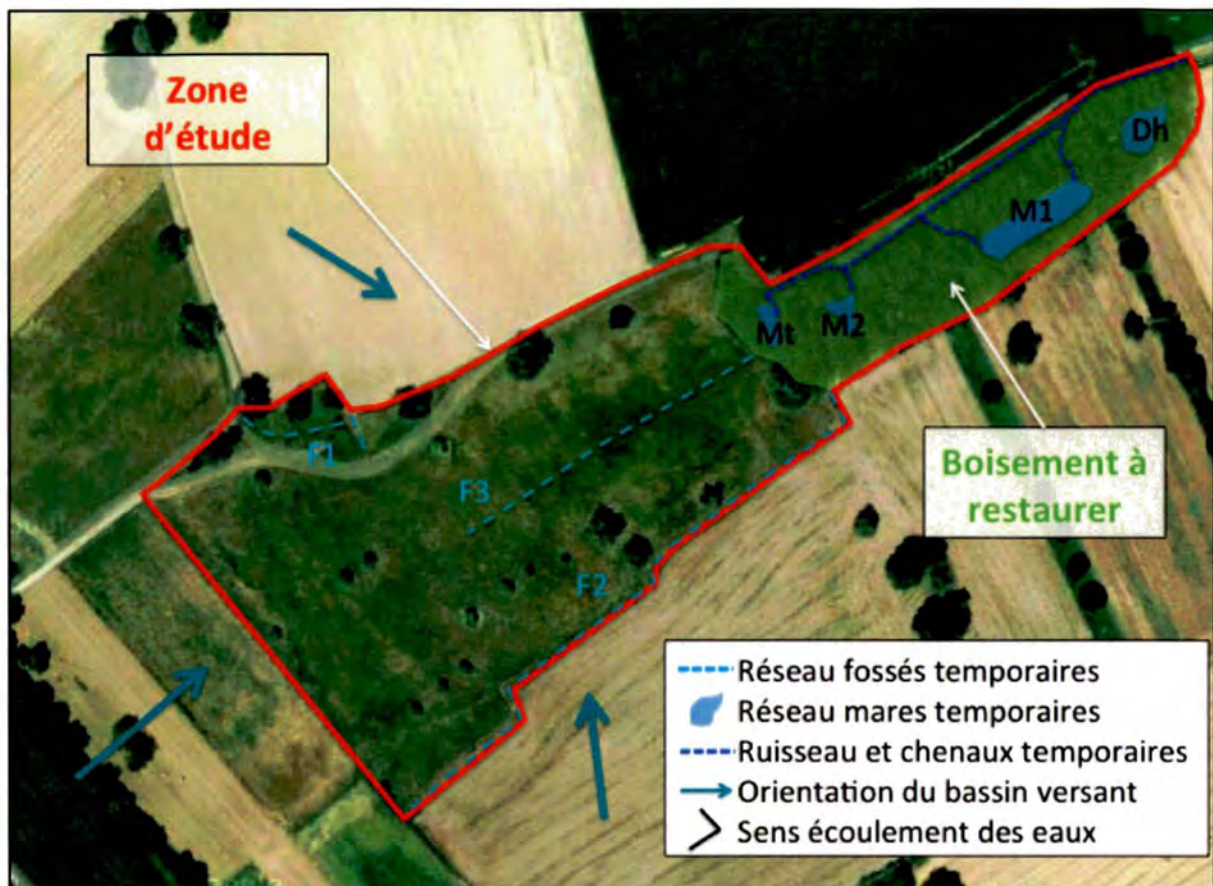 Zone
d'étude
Dh
M1
Mt
M2
F1
F3
F2
Boisement à
restaurer
Réseau fossés temporaires
Réseau mares temporaires
Ruisseau et chenaux temporaires
Orientation du bassin versant
Sens écoulement des eaux